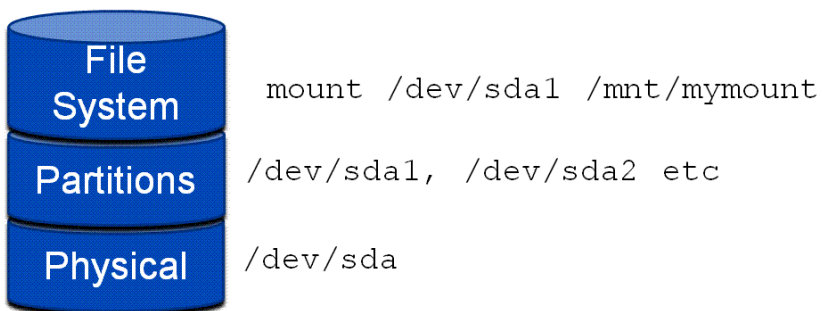 File
System
mount /dev/sda1 /mnt/mymount
Partitions
/dev/sda1, /dev/sda2 etc
Physical
/dev/sda